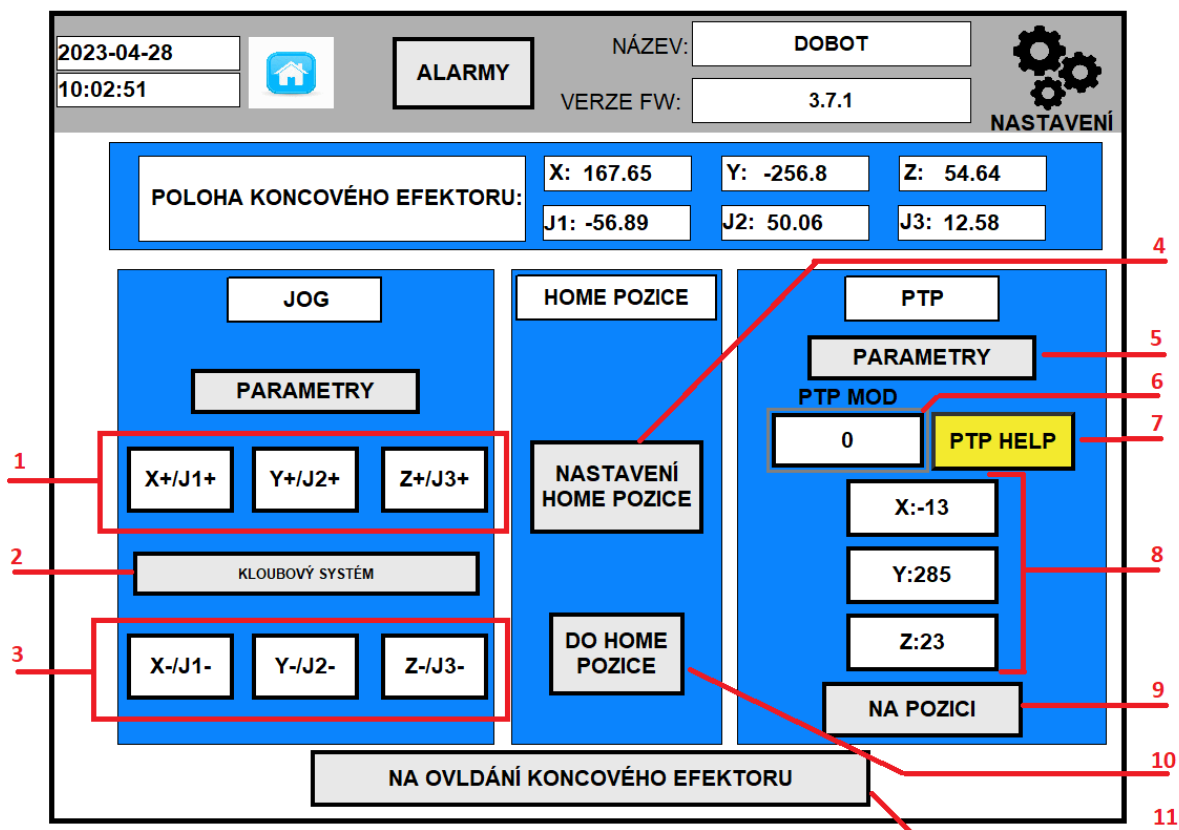 2023-04-28
10:02:51
ALARMY
NÁZEV:
DOBOT
VERZE FW:
3.7.1
NASTAVENÍ
POLOHA KONCOVÉHO EFEKTORU:
X: 167.65
Y: -256.8
Z: 54.64
J1: -56.89
J2: 50.06
J3: 12.58
JOG
PARAMETRY
1
X+/J1+
Y+/J2+
Z+/J3+
2
KLOUBOVÝ SYSTÉM
3
X-/J1-
Y-/J2-
Z-/J3-
HOME POZICE
4
NASTAVENÍ
HOME POZICE
DO HOME
POZICE
PTP
5
PARAMETRY
6
PTP MOD
0
7
PTP HELP
X:-13
8
Y:285
Z:23
9
NA POZICI
10
NA OVLDÁNÍ KONCOVÉHO EFEKTORU
11